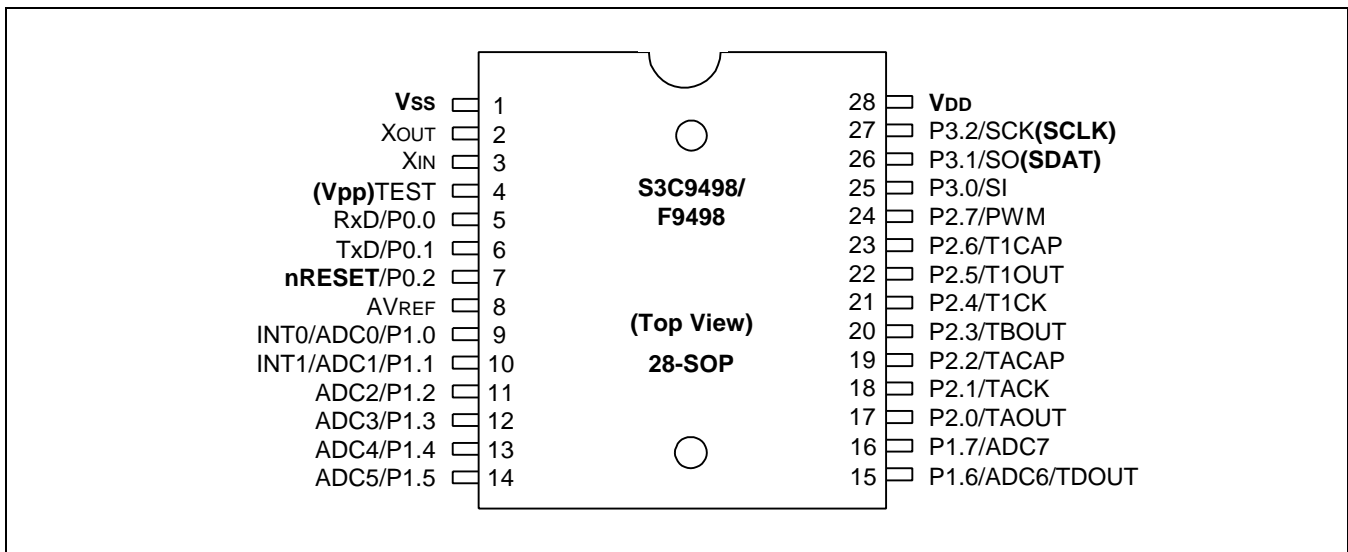 VSS 1
XOUT 2
XIN 3
(Vpp)TEST 4
RxD/P0.0 5
TxD/P0.1 6
nRESET/P0.2 7
AVREF 8
INT0/ADC0/P1.0 9
INT1/ADC1/P1.1 10
ADC2/P1.2 11
ADC3/P1.3 12
ADC4/P1.4 13
ADC5/P1.5 14
S3C9498/
F9498
(Top View)
28-SOP
28 VDD
27 P3.2/SCK(SCLK)
26 P3.1/SO(SDAT)
25 P3.0/SI
24 P2.7/PWM
23 P2.6/T1CAP
22 P2.5/T1OUT
21 P2.4/T1CK
20 P2.3/TBOUT
19 P2.2/TACAP
18 P2.1/TACK
17 P2.0/TAOUT
16 P1.7/ADC7
15 P1.6/ADC6/TDOUT